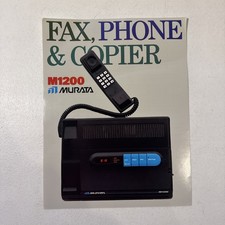 FAX, PHONE
& COPIER
M1200
MURATA